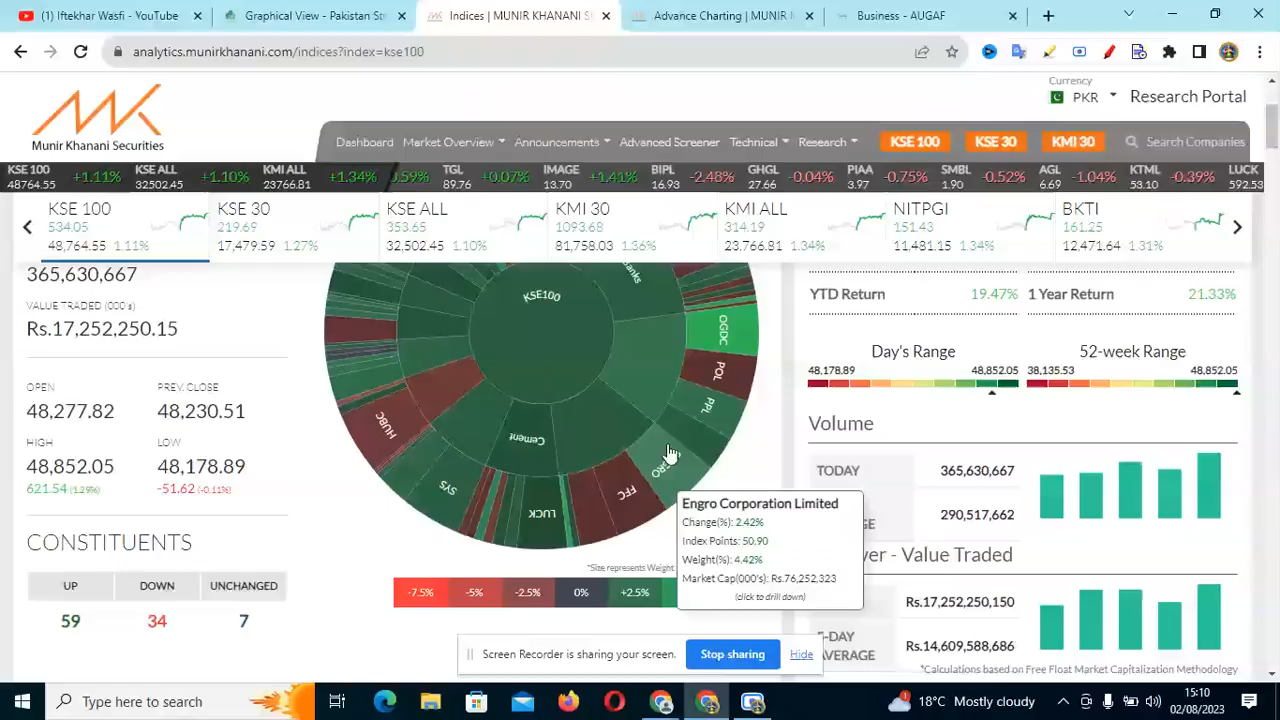 Iftekhar Iftekhar Ali
Graphical View - Pakistan St
Indices | MUNIR KHANANI S
Advance Charting | MUNIR
Business - AUGAF
analytics.munirkhanani.com/indices?index=kse100
Munir Khanani Securities
Currency
PKR
Research Portal
Dashboard Market Overview Announcements Advanced Screener Technical Research KSE 100 KSE 30 KMI 30 Search Companies
KSE 100 48764.55 +1.11% KSE ALL 32502.45 +1.10% KMI ALL 23766.81 +1.34% 0.59% TGL 89.76 +0.07% IMAGE 13.70 +1.41% BIPL 16.93 -2.48% GHGL 27.66 -0.04% PIAA 3.97 -0.75% SMBL 1.90 -0.52% AGL 6.69 -1.04% KTML 53.10 -0.39% LUCK 592.53
KSE 100 KSE 30 KSE ALL KMI 30 KMI ALL NITPGI BKTI
534.05 353.65 1093.68 314.19 151.43 161.25
48,764.55 1.11% 17,479.59 1.27% 32,502.45 1.10% 81,758.03 1.36% 23,766.81 1.34% 11,481.15 1.34% 12,471.64 1.31%
365,630,667
VALUE TRADED (000's)
Rs.17,252,250.15
OPEN PREV. CLOSE
48,277.82 48,230.51
HIGH LOW
48,852.05 48,178.89
621.54 (1.29%) -51.62 (-0.11%)
CONSTITUENTS
UP DOWN UNCHANGED
59 34 7
KSE100
Banks
OGDC
POL
PPL
FFC
LUCK
Cement
SYS
HUBC
Engro Corporation Limited
Change(%): 2.42%
Index Points: 50.90
Weight(%): 4.42%
Market Cap(000's): Rs.76,252,323
(click to drill down)
*Size represents Weight
-7.5% -5% -2.5% 0% +2.5%
YTD Return 19.47% 1 Year Return 21.33%
Day's Range 52-week Range
48,178.89 48,852.05 38,135.53 48,852.05
Volume
TODAY 365,630,667
290,517,662
- Value Traded
Rs.17,252,250,150
AVERAGE Rs.14,609,588,686
*Calculations based on Free Float Market Capitalization Methodology
Screen Recorder is sharing your screen. Stop sharing Hide
Type here to search
18°C Mostly cloudy
15:10
02/08/2023